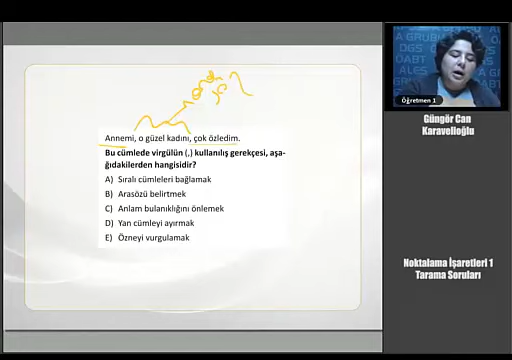 Annemi, o güzel kadını, çok özledim.
Bu cümlede virgülün (,) kullanılış gerekçesi, aşa-
ğıdakilerden hangisidir?
A) Sıralı cümleleri bağlamak
B) Arasözü belirtmek
C) Anlam bulanıklığını önlemek
D) Yan cümleyi ayırmak
E) Özneyi vurgulamak
Öğretmen 1
Güngör Can
Karavelioğlu
Noktalama İşaretleri 1
Tarama Soruları